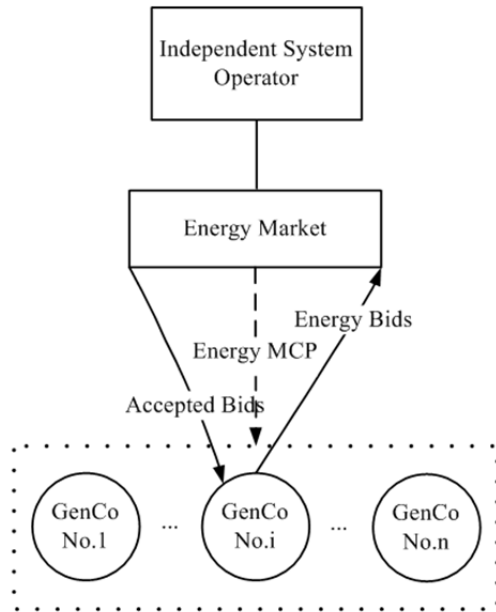 Independent System
Operator
Energy Market
Energy Bids
Energy MCP
Accepted Bids
GenCo
No.1
...
GenCo
No.i
...
GenCo
No.n